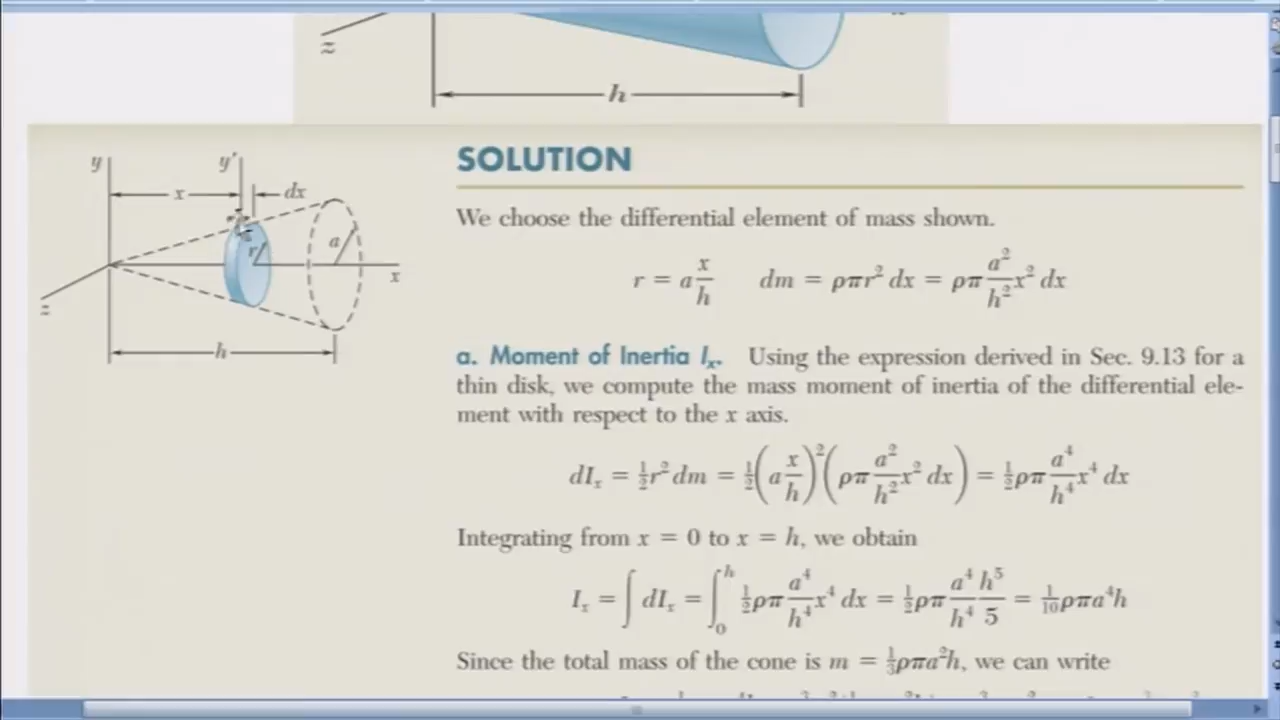 z
h
y
y'
x
dx
r
a
x
z
h
SOLUTION
We choose the differential element of mass shown.
r = a x/h    dm = ρπr² dx = ρπ a²/h² x² dx
a. Moment of Inertia Iₓ. Using the expression derived in Sec. 9.13 for a
thin disk, we compute the mass moment of inertia of the differential ele-
ment with respect to the x axis.
dIₓ = ½r² dm = ½(a x/h)²(ρπ a²/h² x² dx) = ½ρπ a⁴/h⁴ x⁴ dx
Integrating from x = 0 to x = h, we obtain
Iₓ = ∫ dIₓ = ∫₀ʰ ½ρπ a⁴/h⁴ x⁴ dx = ½ρπ a⁴/h⁴ h⁵/5 = 1/10 ρπa⁴h
Since the total mass of the cone is m = ⅓ρπa²h, we can write